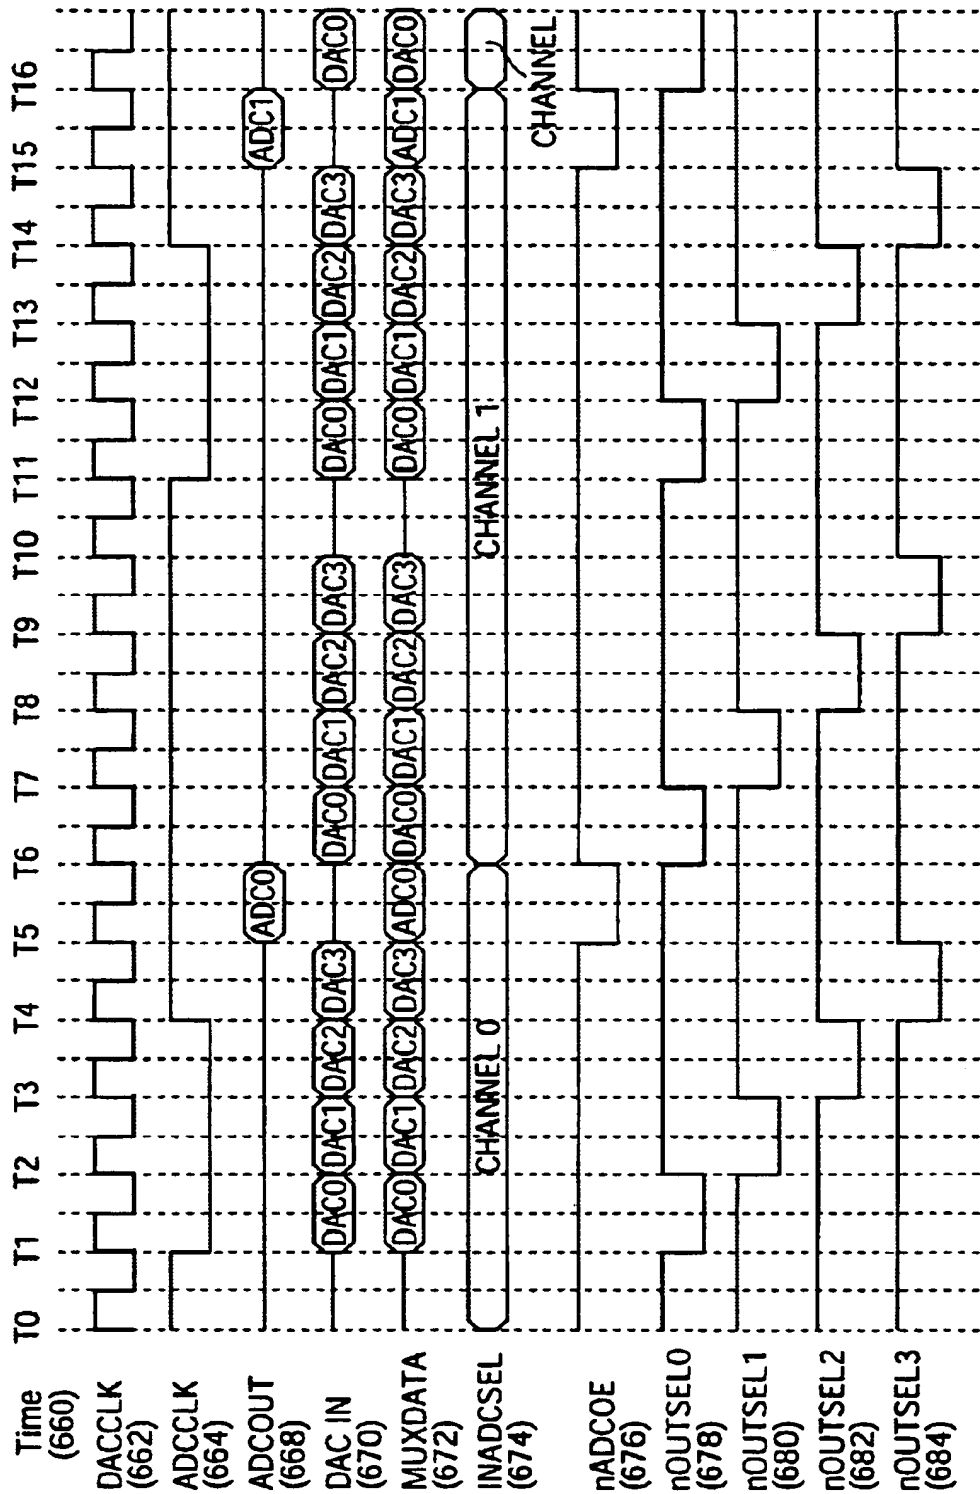 Time
(660)
T0 T1 T2 T3 T4 T5 T6 T7 T8 T9 T10 T11 T12 T13 T14 T15 T16
DACCLK
(662)
ADCCLK
(664)
ADCOUT
(668)
ADC0 ADC1
DAC IN
(670)
DAC0 DAC1 DAC2 DAC3 DAC0 DAC1 DAC2 DAC3 DAC0 DAC1 DAC2 DAC3 DAC0
MUXDATA
(672)
DAC0 DAC1 DAC2 DAC3 ADC0 DAC0 DAC1 DAC2 DAC3 DAC0 DAC1 DAC2 DAC3 ADC1 DAC0
INADCSEL
(674)
CHANNEL 0 CHANNEL 1
CHANNEL
nADCOE
(676)
nOUTSEL0
(678)
nOUTSEL1
(680)
nOUTSEL2
(682)
nOUTSEL3
(684)